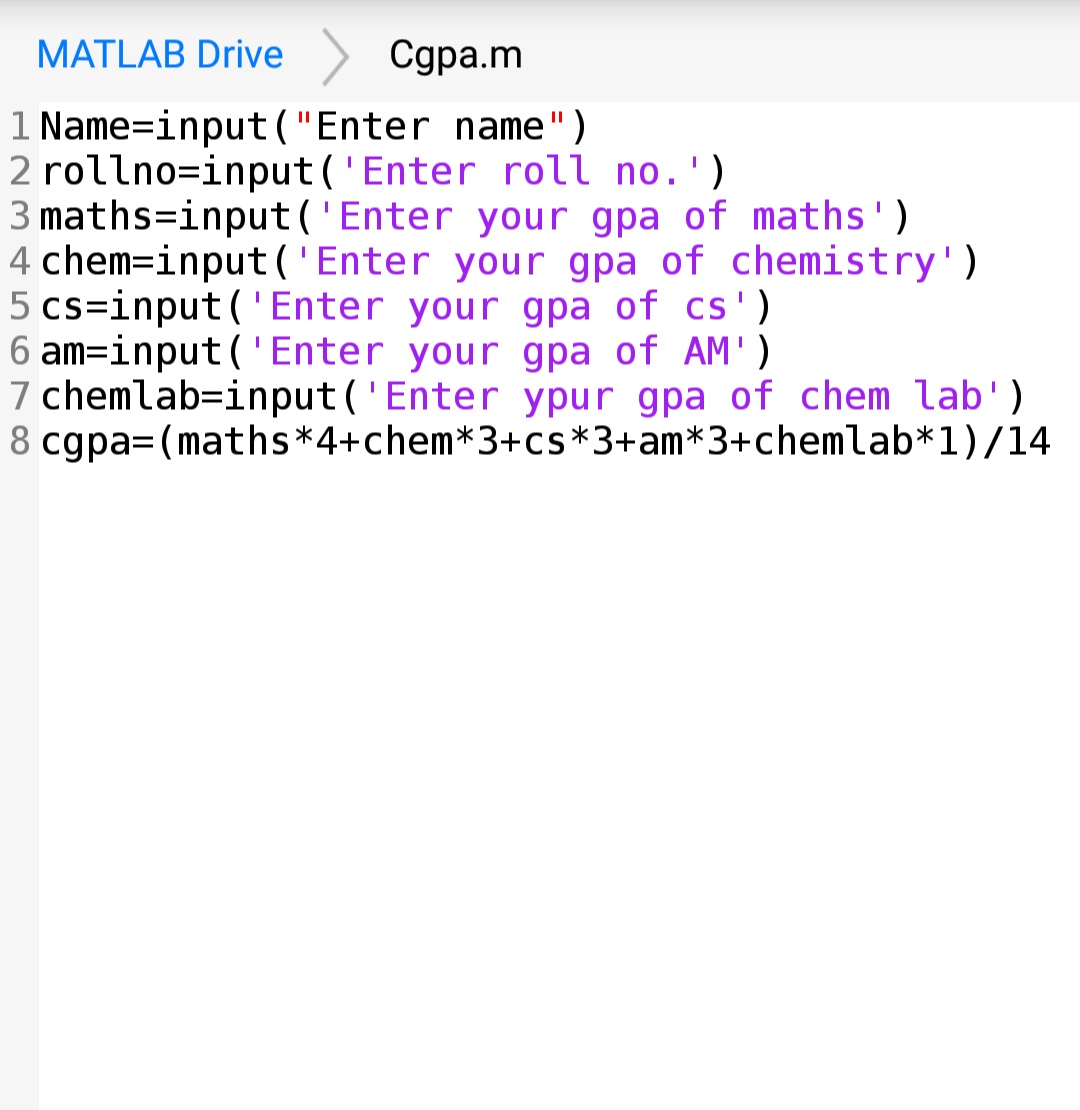 MATLAB Drive Cgpa.m
1 Name=input("Enter name")
2 rollno=input('Enter roll no.')
3 maths=input('Enter your gpa of maths')
4 chem=input('Enter your gpa of chemistry')
5 cs=input('Enter your gpa of cs')
6 am=input('Enter your gpa of AM')
7 chemlab=input('Enter ypur gpa of chem lab')
8 cgpa=(maths*4+chem*3+cs*3+am*3+chemlab*1)/14